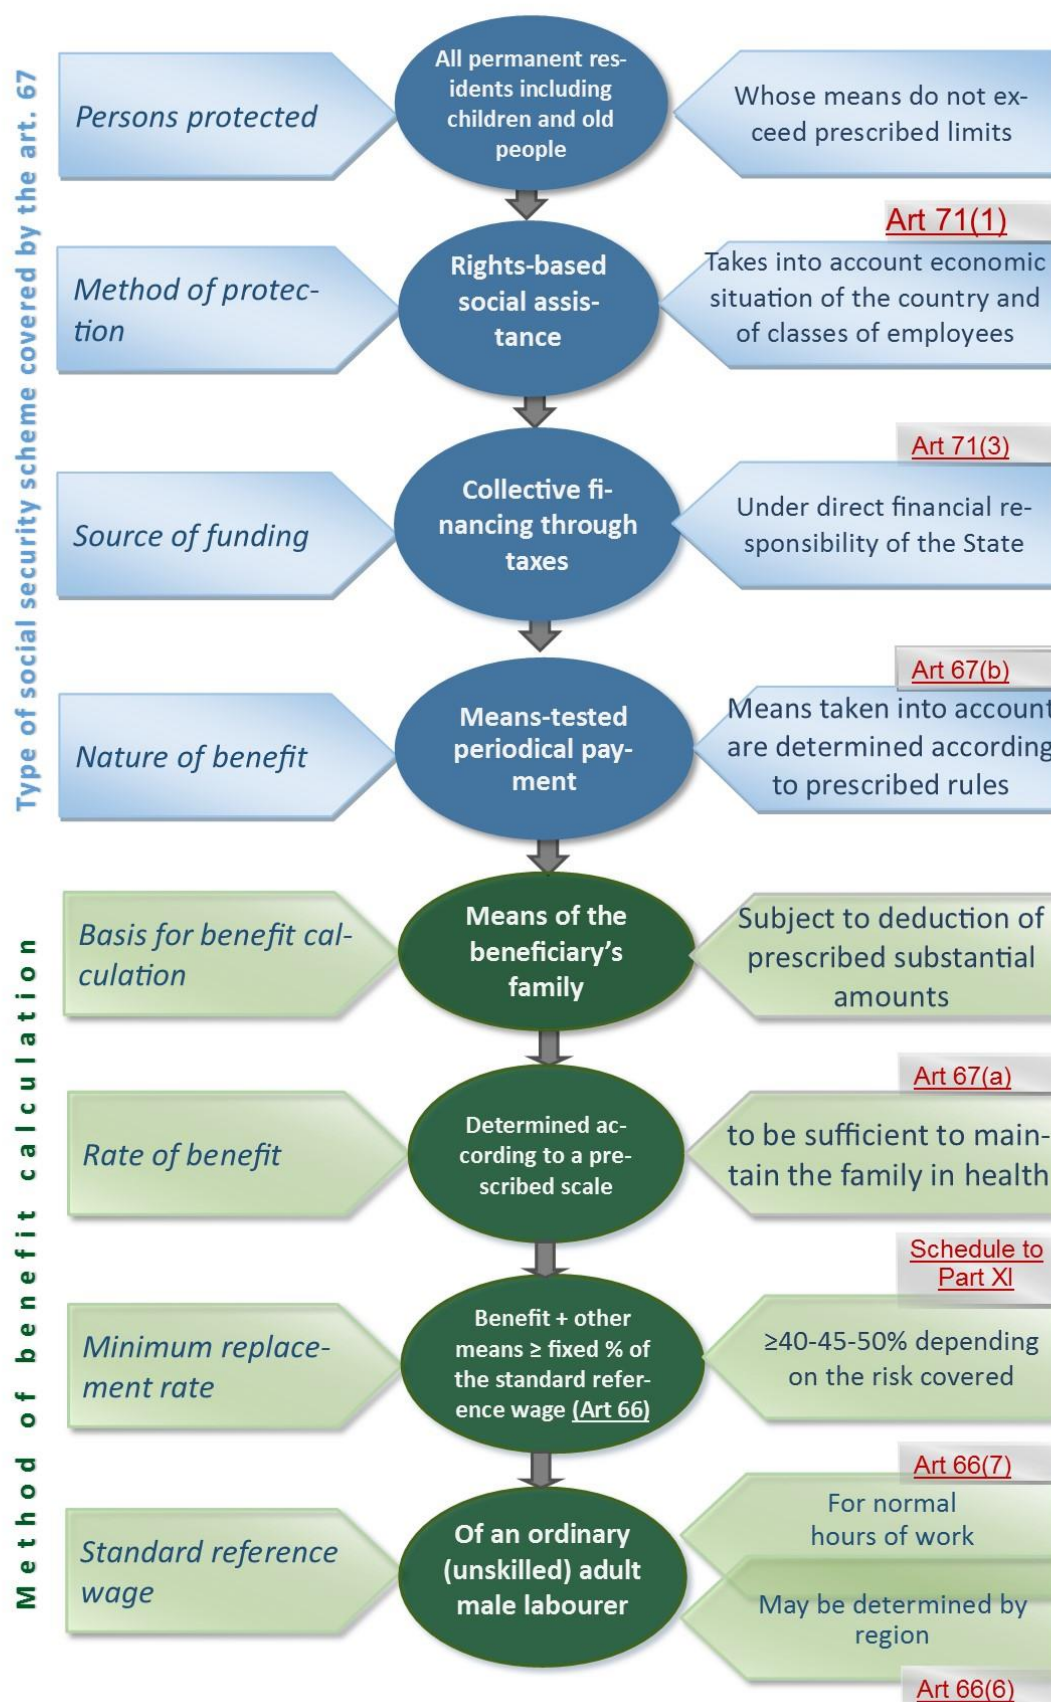 Type of social security scheme covered by the art. 67
Persons protected
All permanent res-
idents including
children and old
people
Whose means do not ex-
ceed prescribed limits
Method of protec-
tion
Rights-based
social assis-
tance
Art 71(1)
Takes into account economic
situation of the country and
of classes of employees
Source of funding
Collective fi-
nancing through
taxes
Art 71(3)
Under direct financial re-
sponsibility of the State
Nature of benefit
Means-tested
periodical pay-
ment
Art 67(b)
Means taken into account
are determined according
to prescribed rules
Method of benefit calculation
Basis for benefit cal-
culation
Means of the
beneficiary's
family
Subject to deduction of
prescribed substantial
amounts
Rate of benefit
Determined ac-
cording to a pre-
scribed scale
Art 67(a)
to be sufficient to main-
tain the family in health
Minimum replace-
ment rate
Benefit + other
means ≥ fixed % of
the standard refer-
ence wage (Art 66)
Schedule to
Part XI
≥40-45-50% depending
on the risk covered
Standard reference
wage
Of an ordinary
(unskilled) adult
male labourer
Art 66(7)
For normal
hours of work
May be determined by
region
Art 66(6)